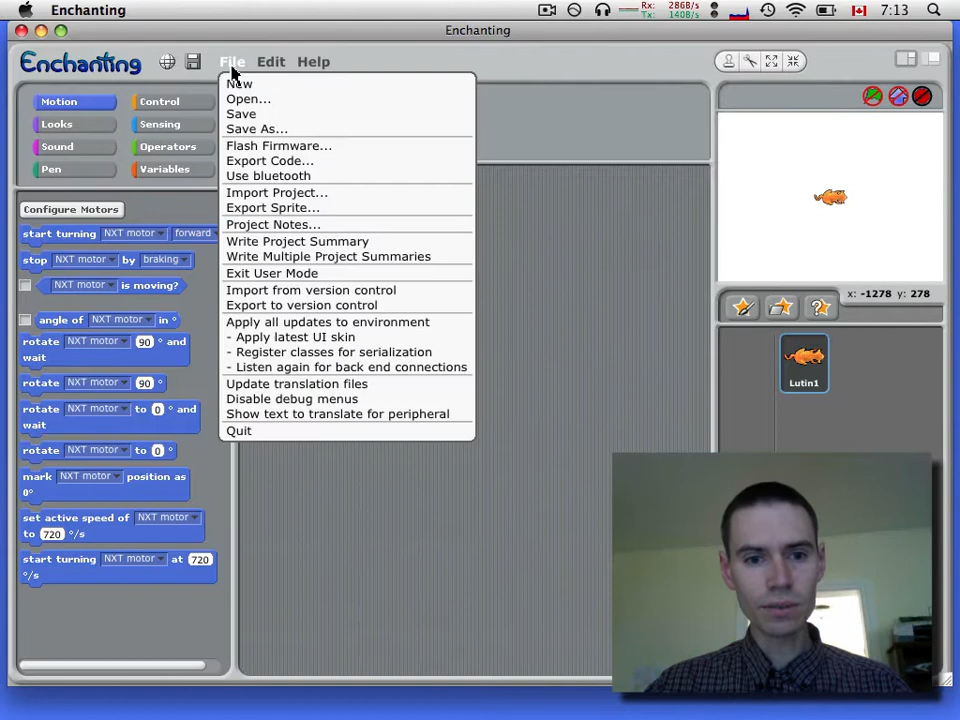 Enchanting
Rx: 286B/s
Tx: 140B/s
7:13
Enchanting
Enchanting
File Edit Help
New
Open...
Save
Save As...
Flash Firmware...
Export Code...
Use bluetooth
Import Project...
Export Sprite...
Project Notes...
Write Project Summary
Write Multiple Project Summaries
Exit User Mode
Import from version control
Export to version control
Apply all updates to environment
- Apply latest UI skin
- Register classes for serialization
- Listen again for back end connections
Update translation files
Disable debug menus
Show text to translate for peripheral
Quit
Motion Control
Looks Sensing
Sound Operators
Pen Variables
Configure Motors
start turning NXT motor forward
stop NXT motor by braking
NXT motor is moving?
angle of NXT motor in °
rotate NXT motor 90 ° and
wait
rotate NXT motor 90 °
rotate NXT motor to 0 ° and
wait
rotate NXT motor to 0 °
mark NXT motor position as
0°
set active speed of NXT motor
to 720 °/s
start turning NXT motor at 720
°/s
x: -1278 y: 278
Lutin1